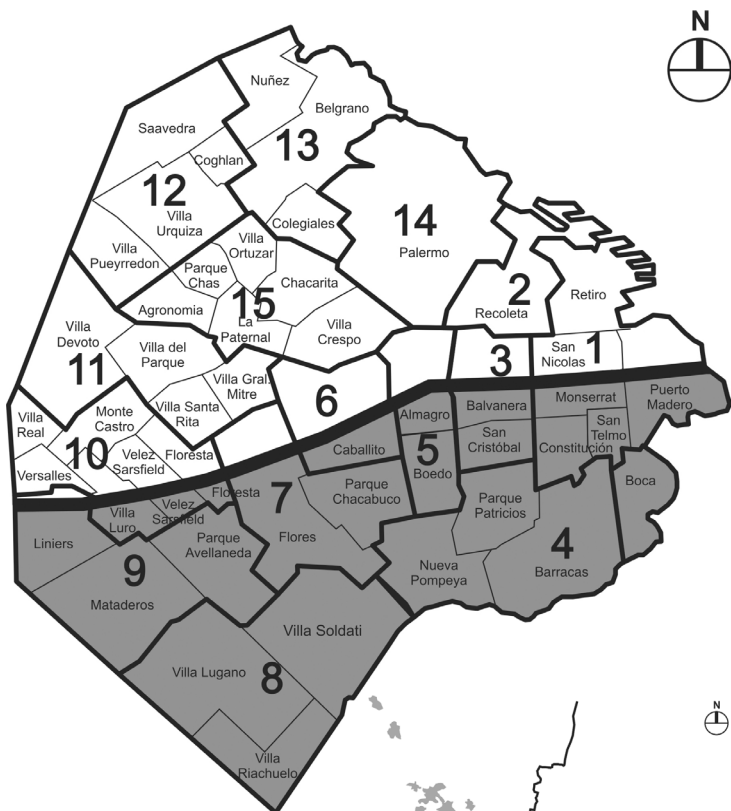 N
Nuñez
Belgrano
Saavedra
Coghlan
13
12
Villa
Urquiza
14
Palermo
Colegiales
Villa
Ortuzar
Villa
Pueyrredon
Parque
Chas
Chacarita
15
Agronomia
La
Paternal
Villa
Crespo
2
Recoleta
Retiro
Villa
Devoto
11
Villa del
Parque
San
Nicolas
1
3
Villa Gral.
Mitre
6
Villa Santa
Rita
Monte
Castro
Villa
Real
10
Versalles
Velez
Sarsfield
Floresta
Almagro
Balvanera
Monserrat
Puerto
Madero
San
Telmo
San
Cristóbal
Constitución
Caballito
5
Boedo
Boca
Floresta
7
Parque
Chacabuco
Parque
Patricios
Villa
Luro
Velez
Sarsfield
Liniers
Parque
Avellaneda
Flores
4
Barracas
Nueva
Pompeya
9
Mataderos
Villa Soldati
Villa Lugano
8
Villa
Riachuelo
N